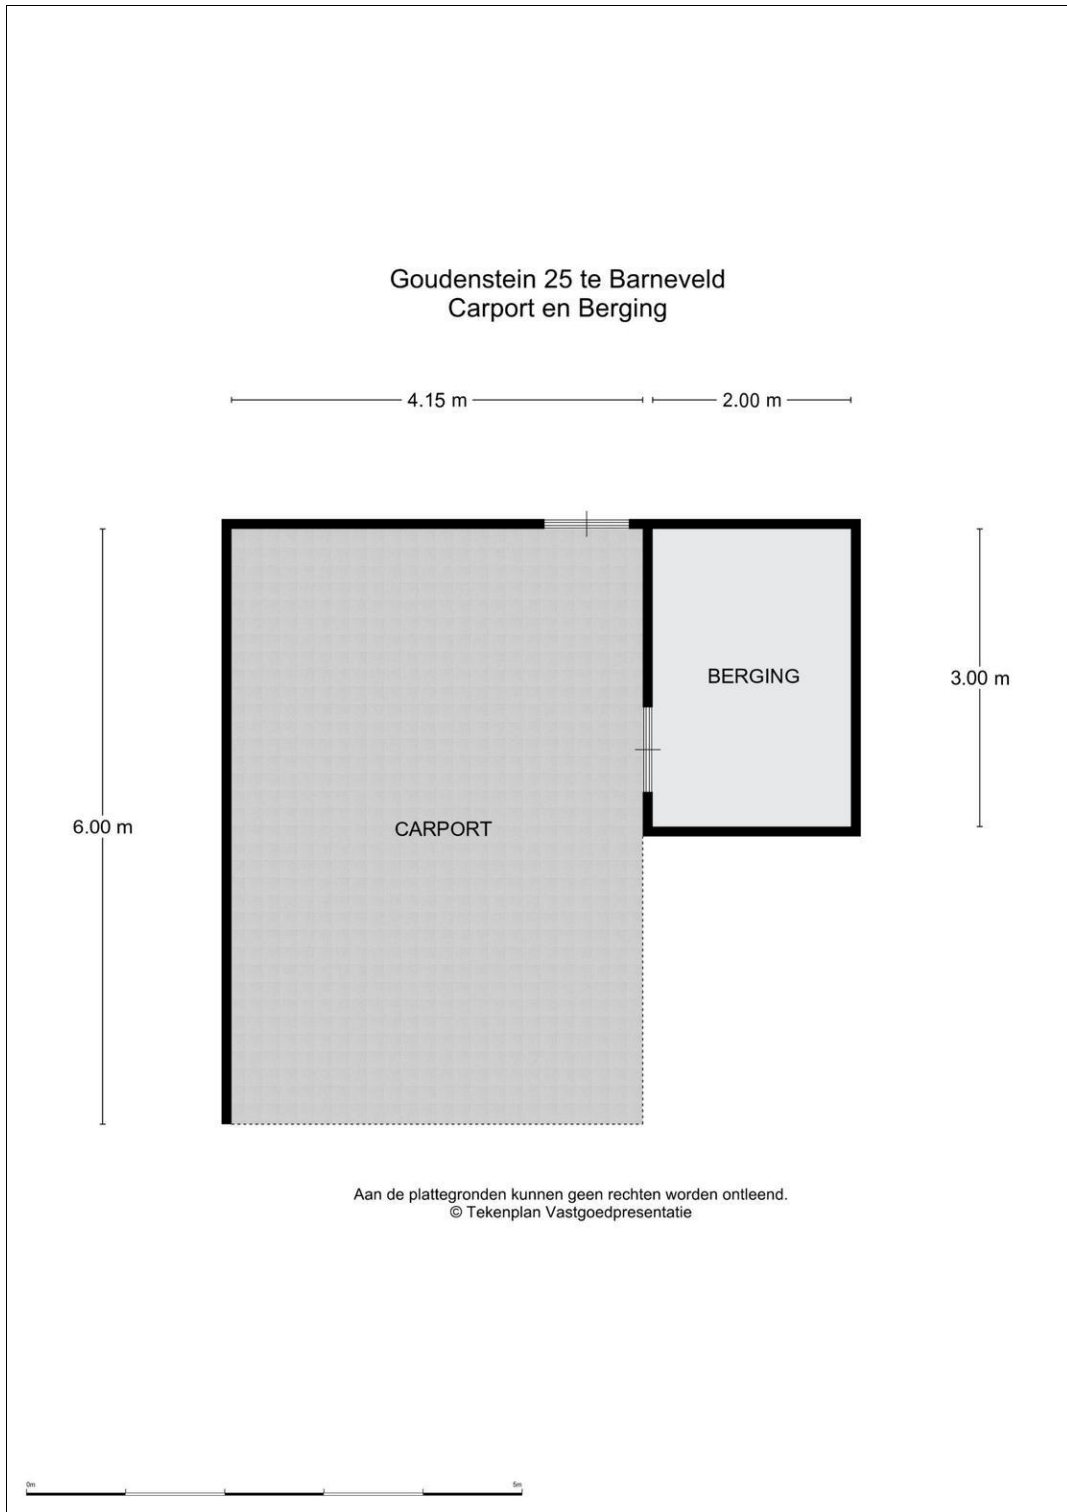 Goudenstein 25 te Barneveld
Carport en Berging
4.15 m
2.00 m
BERGING
3.00 m
6.00 m
CARPORT
Aan de plattegronden kunnen geen rechten worden ontleend.
© Tekenplan Vastgoedpresentatie
0m
5m